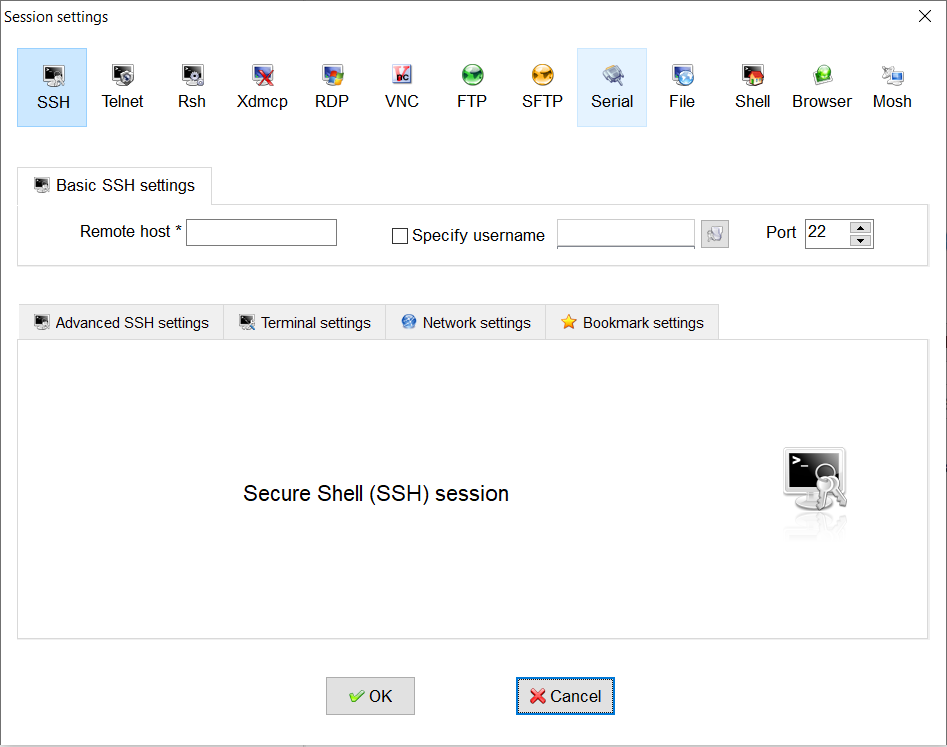 Session settings
SSH Telnet Rsh Xdmcp RDP VNC FTP SFTP Serial File Shell Browser Mosh
Basic SSH settings
Remote host * Specify username Port 22
Advanced SSH settings Terminal settings Network settings Bookmark settings
Secure Shell (SSH) session
OK Cancel